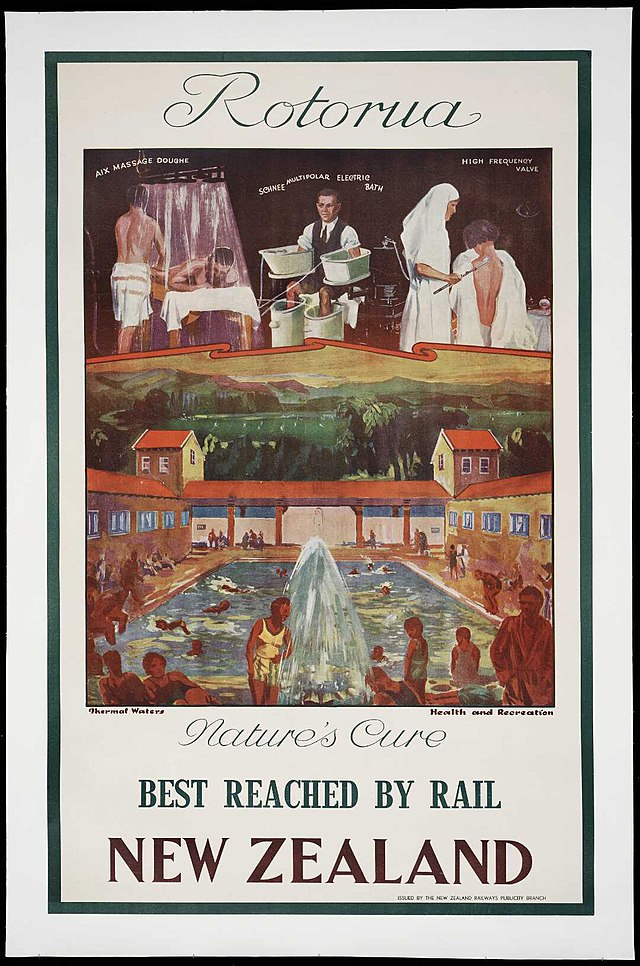 Rotorua
AIX MASSAGE DOUGHE
SCHNEE MULTIPOLAR ELECTRIC BATH
HIGH FREQUENCY
VALVE
Thermal Waters
Health and Recreation
Nature's Cure
BEST REACHED BY RAIL
NEW ZEALAND
ISSUED BY THE NEW ZEALAND RAILWAYS PUBLICITY BRANCH